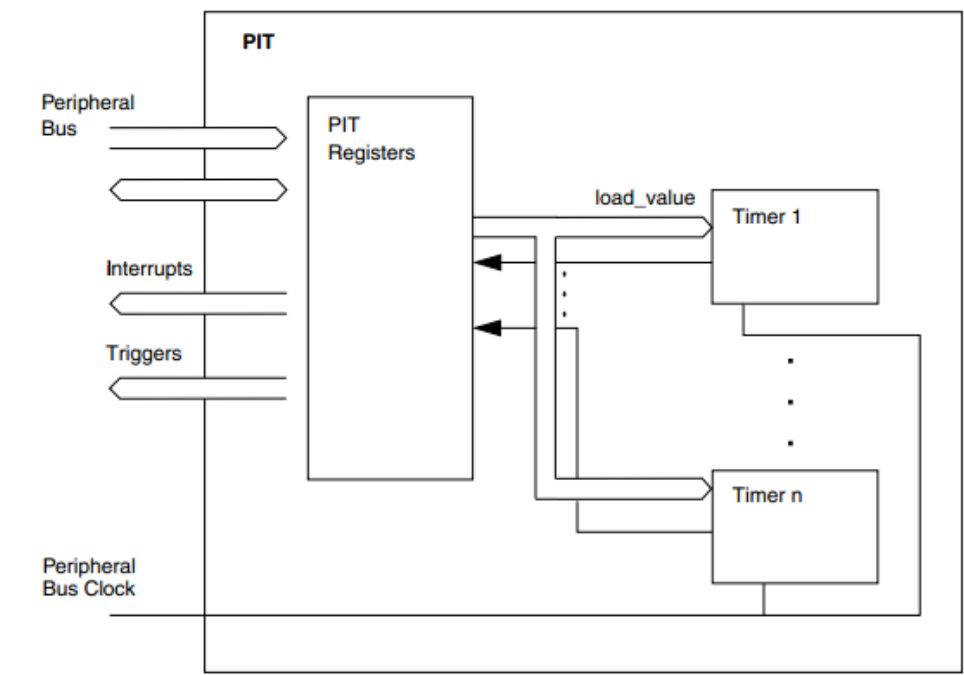 PIT
Peripheral
Bus
PIT
Registers
load_value
Timer 1
Interrupts
Triggers
Timer n
Peripheral
Bus Clock